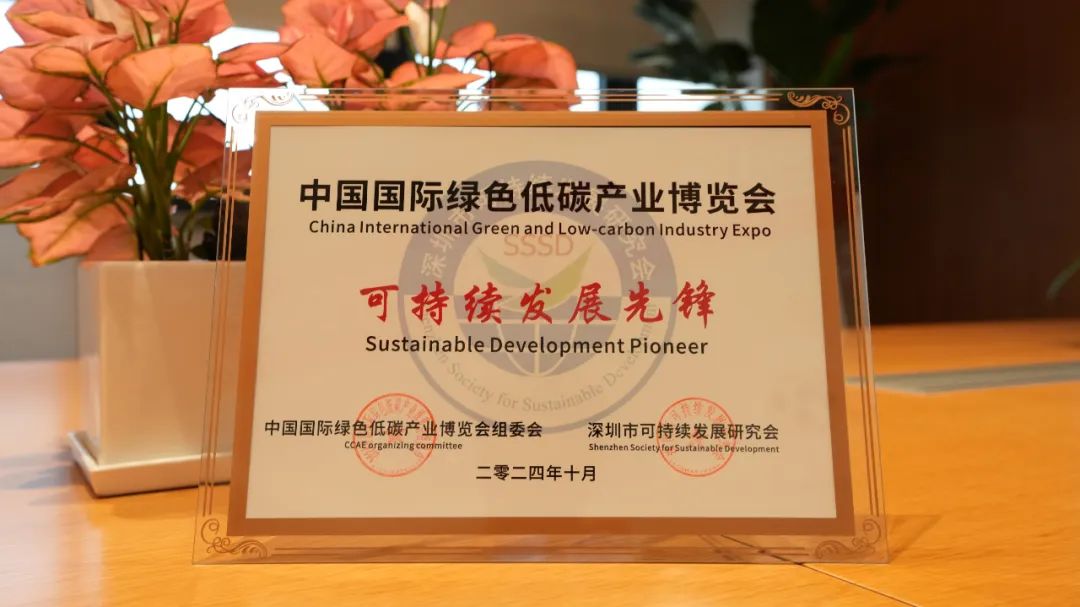 中国国际绿色低碳产业博览会
China International Green and Low-carbon Industry Expo
SSSD
可持续发展先锋
Sustainable Development Pioneer
中国国际绿色低碳产业博览会组委会
CCAE organizing committee
深圳市可持续发展研究会
Shenzhen Society for Sustainable Development
二零二四年十月